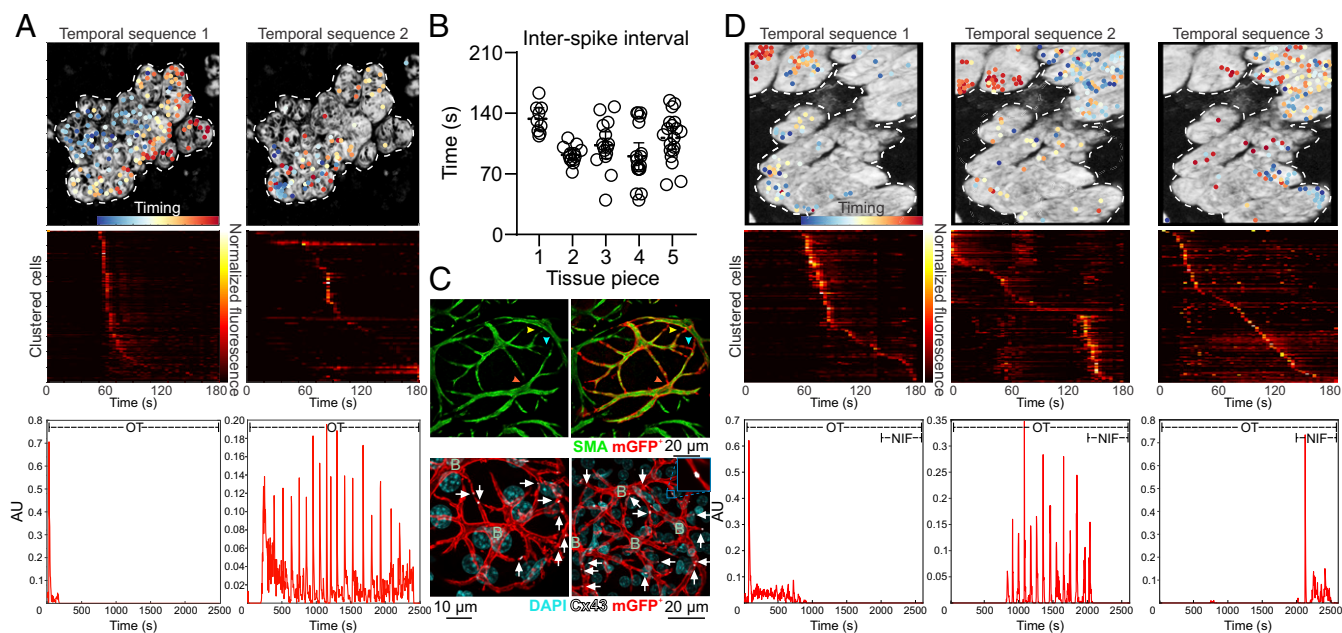 A
Temporal sequence 1
Temporal sequence 2
Timing
Clustered cells
Normalized fluorescence
0 60 120 180
Time (s)
0 60 120 180
Time (s)
OT
AU
0.8
0.7
0.6
0.5
0.4
0.3
0.2
0.1
0
0 500 1000 1500 2000 2500
Time (s)
OT
0.20
0.18
0.16
0.14
0.12
0.10
0.08
0.06
0.04
0.02
0 500 1000 1500 2000 2500
Time (s)
B
Inter-spike interval
Time (s)
210
140
70
0
1 2 3 4 5
Tissue piece
C
SMA mGFP+
20 µm
B
B
B
B
B
B
DAPI Cx43 mGFP+
10 µm
20 µm
D
Temporal sequence 1
Temporal sequence 2
Temporal sequence 3
Timing
Clustered cells
Normalized fluorescence
0 60 120 180
Time (s)
0 60 120 180
Time (s)
0 60 120 180
Time (s)
OT
NIF
AU
0.7
0.6
0.5
0.4
0.3
0.2
0.1
0
0 500 1000 1500 2000 2500
Time (s)
OT
NIF
0.35
0.30
0.25
0.20
0.15
0.10
0.05
0 500 1000 1500 2000 2500
Time (s)
OT
NIF
0.8
0.7
0.6
0.5
0.4
0.3
0.2
0.1
0
0 500 1000 1500 2000 2500
Time (s)